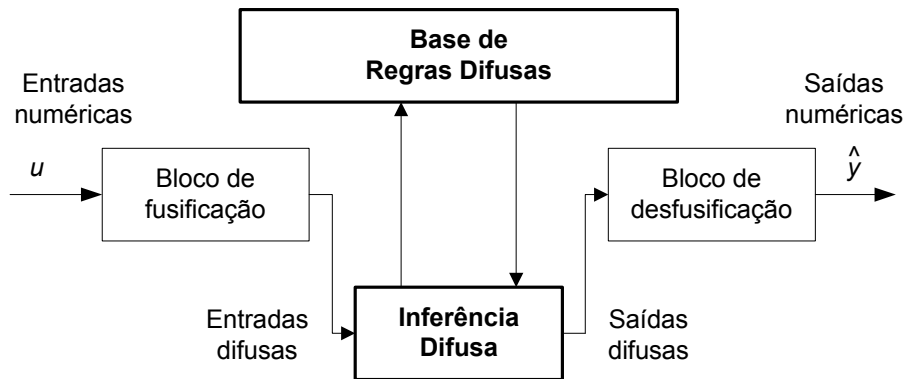 Base de
Regras Difusas
Entradas
numéricas
Saídas
numéricas
u
Bloco de
fusificação
Bloco de
desfusificação
ŷ
Entradas
difusas
Inferência
Difusa
Saídas
difusas